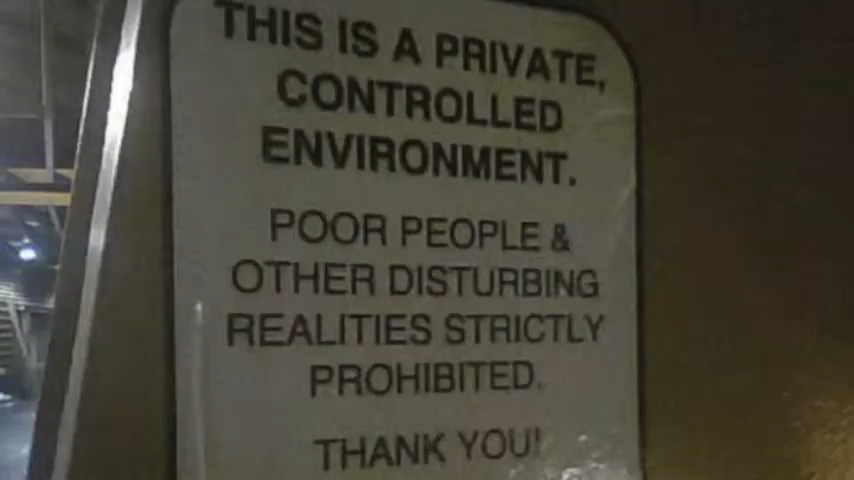 THIS IS A PRIVATE,
CONTROLLED
ENVIRONMENT.
POOR PEOPLE &
OTHER DISTURBING
REALITIES STRICTLY
PROHIBITED.
THANK YOU!